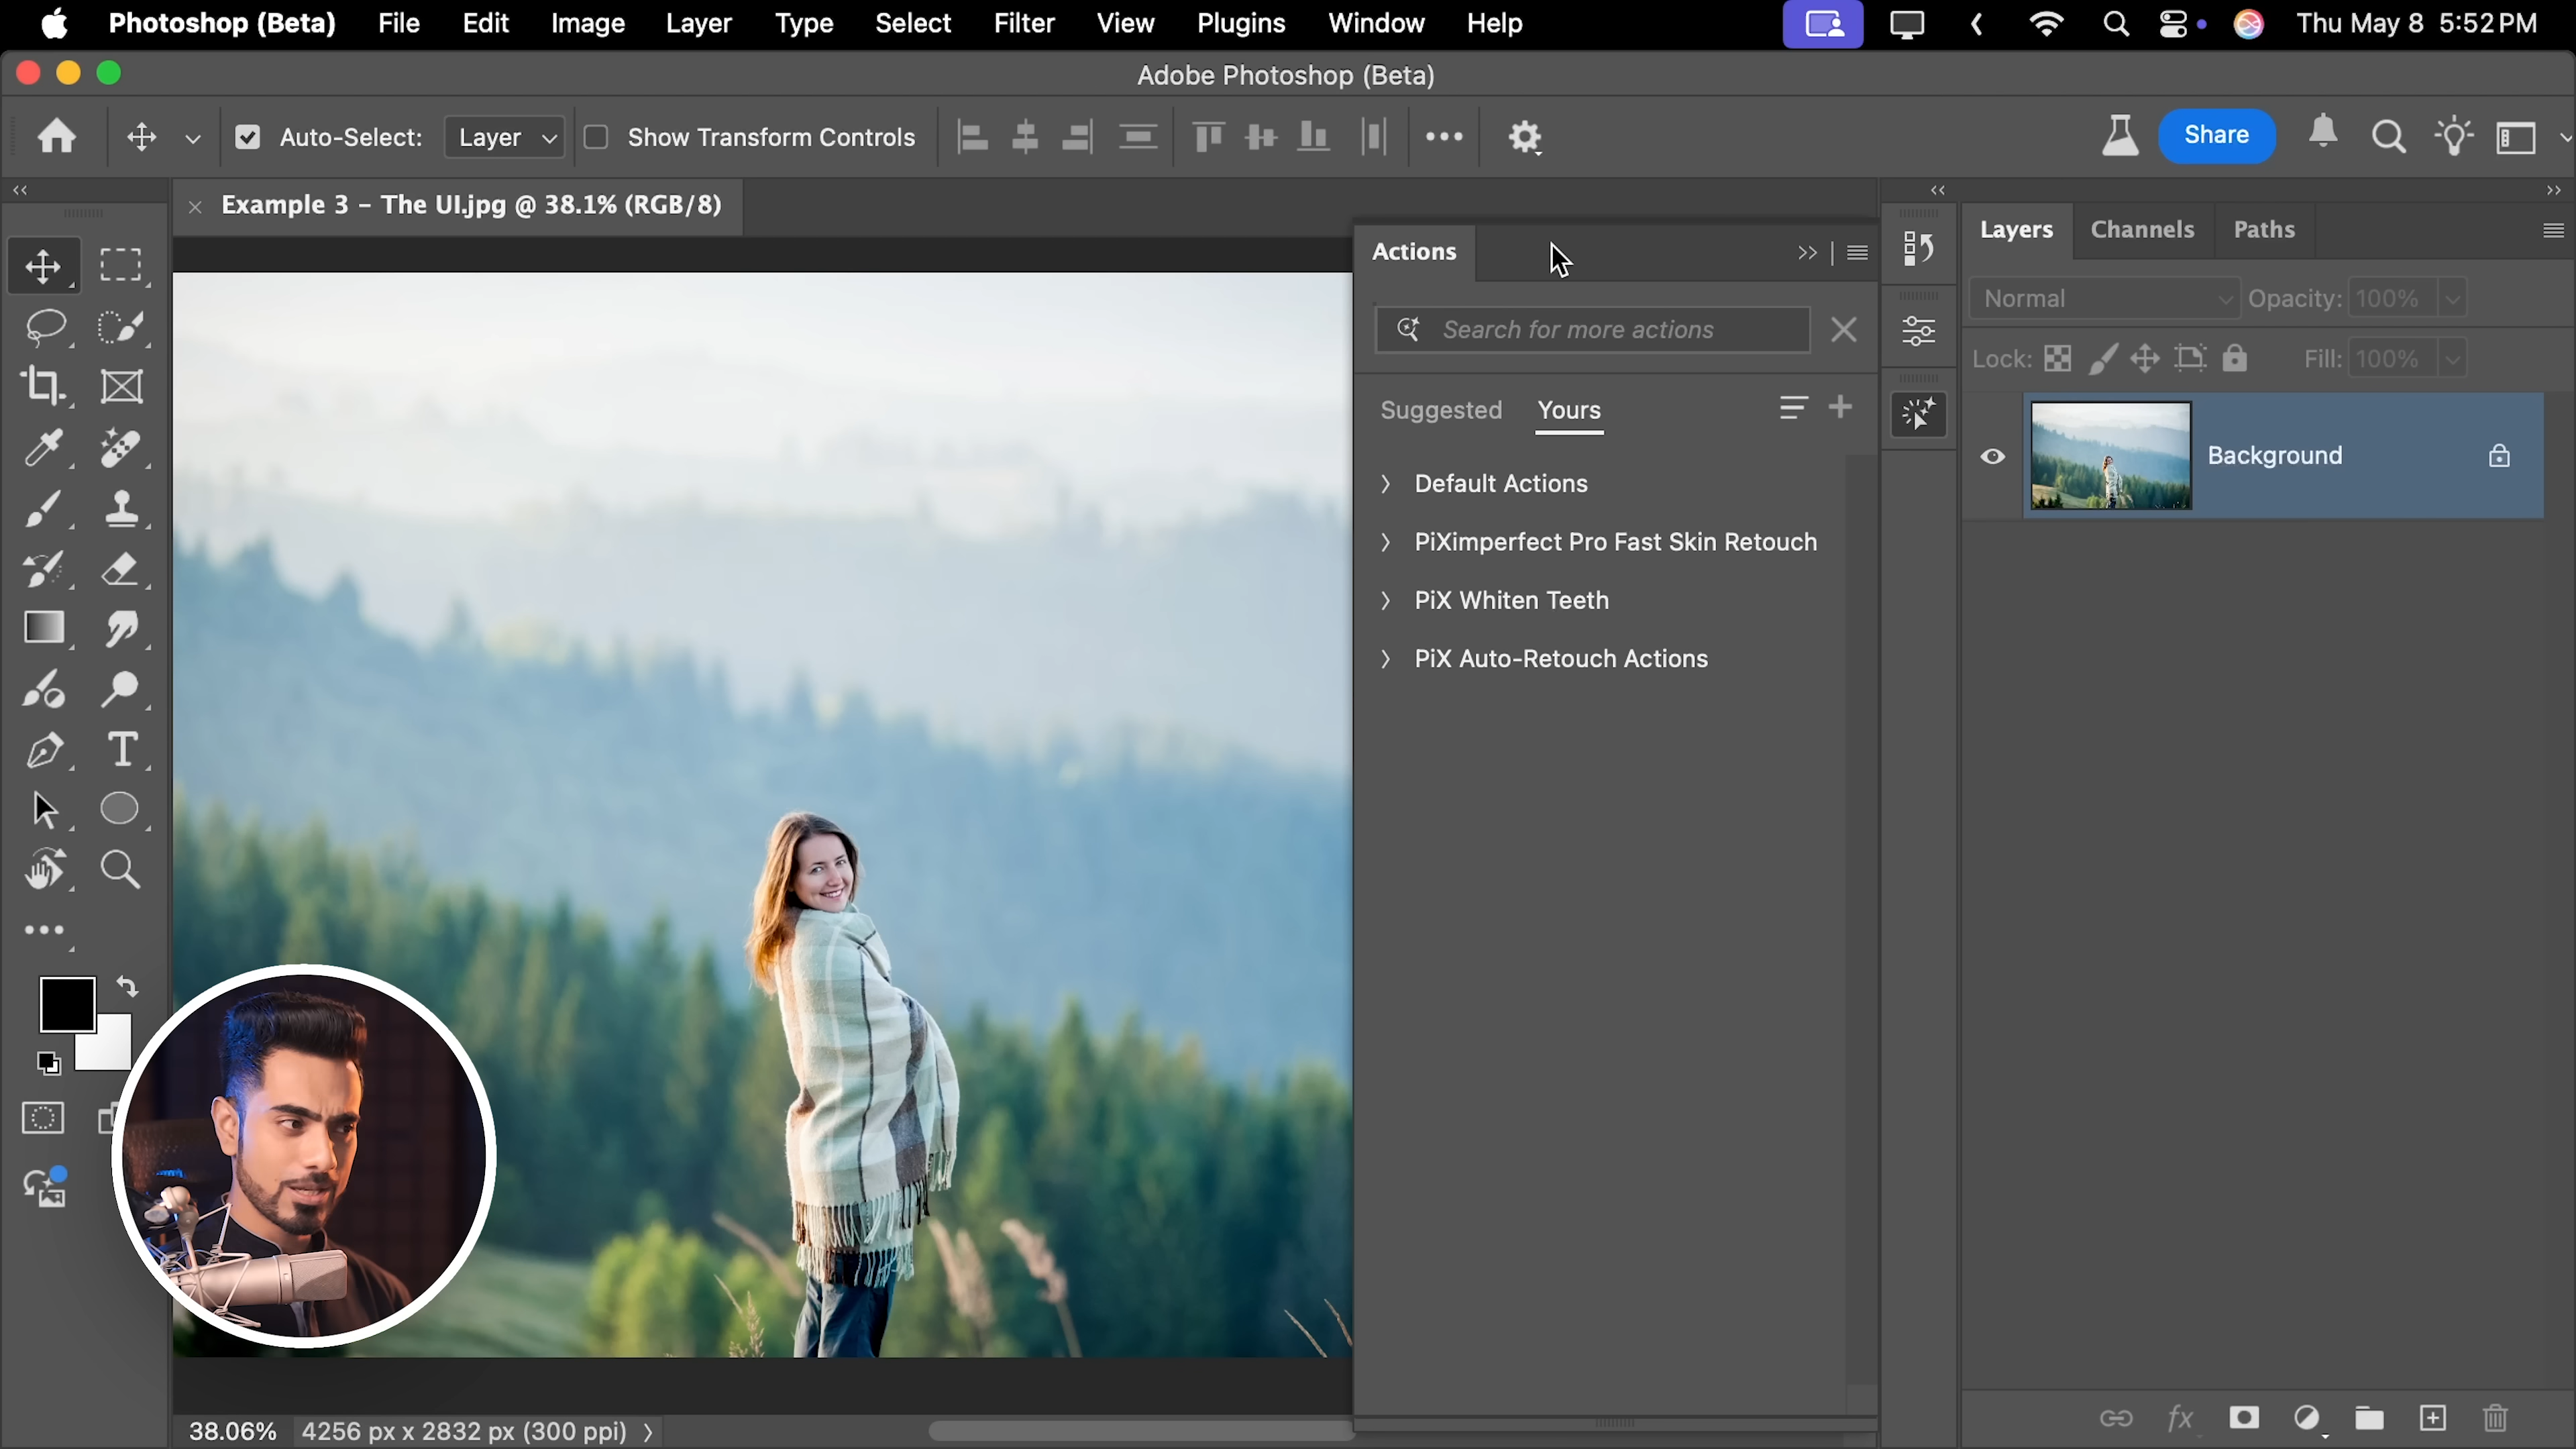 Photoshop (Beta) File Edit Image Layer Type Select Filter View Plugins Window Help Thu May 8 5:52 PM
Adobe Photoshop (Beta)
Auto-Select: Layer Show Transform Controls Share
Example 3 – The UI.jpg @ 38.1% (RGB/8)
Actions
Search for more actions
Suggested Yours
Default Actions
PiXimperfect Pro Fast Skin Retouch
PiX Whiten Teeth
PiX Auto-Retouch Actions
Layers Channels Paths
Normal Opacity: 100%
Lock: Fill: 100%
Background
38.06% 4256 px x 2832 px (300 ppi)
fx